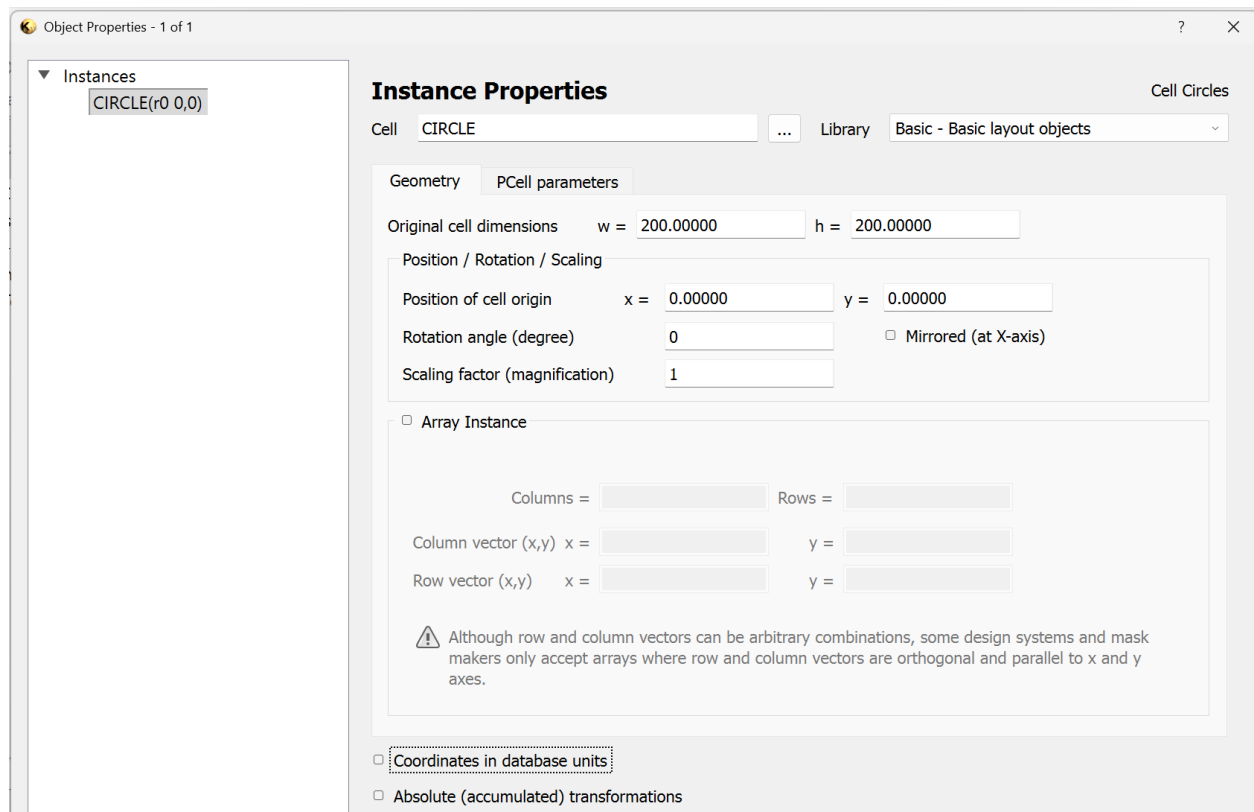 Object Properties - 1 of 1
?
Instances
CIRCLE(r0 0,0)
Instance Properties
Cell Circles
Cell CIRCLE ... Library Basic - Basic layout objects
Geometry PCell parameters
Original cell dimensions w = 200.00000 h = 200.00000
Position / Rotation / Scaling
Position of cell origin x = 0.00000 y = 0.00000
Rotation angle (degree) 0 Mirrored (at X-axis)
Scaling factor (magnification) 1
Array Instance
Columns = Rows =
Column vector (x,y) x = y =
Row vector (x,y) x = y =
Although row and column vectors can be arbitrary combinations, some design systems and mask
makers only accept arrays where row and column vectors are orthogonal and parallel to x and y
axes.
Coordinates in database units
Absolute (accumulated) transformations